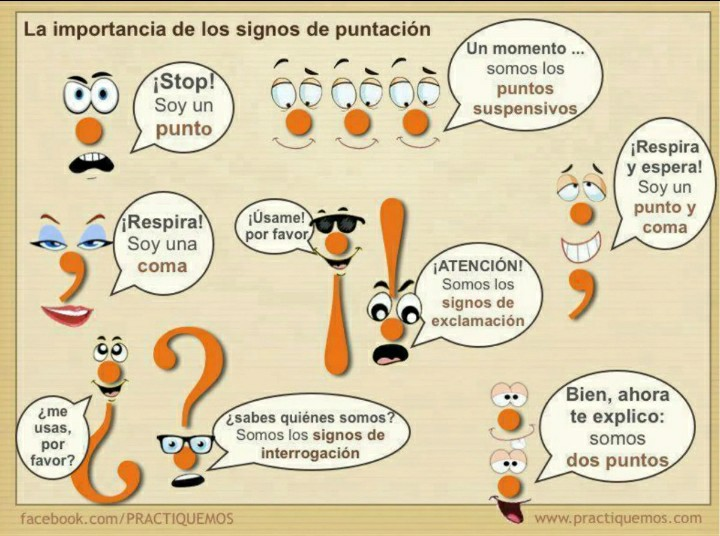 La importancia de los signos de puntación
¡Stop!
Soy un
punto
Un momento ...
somos los
puntos
suspensivos
¡Respira
y espera!
Soy un
punto y
coma
¡Respira!
Soy una
coma
¡Úsame!
por favor
¡ATENCIÓN!
Somos los
signos de
exclamación
¿me
usas,
por
favor?
¿sabes quiénes somos?
Somos los signos de
interrogación
Bien, ahora
te explico:
somos
dos puntos
facebook.com/PRACTIQUEMOS
www.practiquemos.com